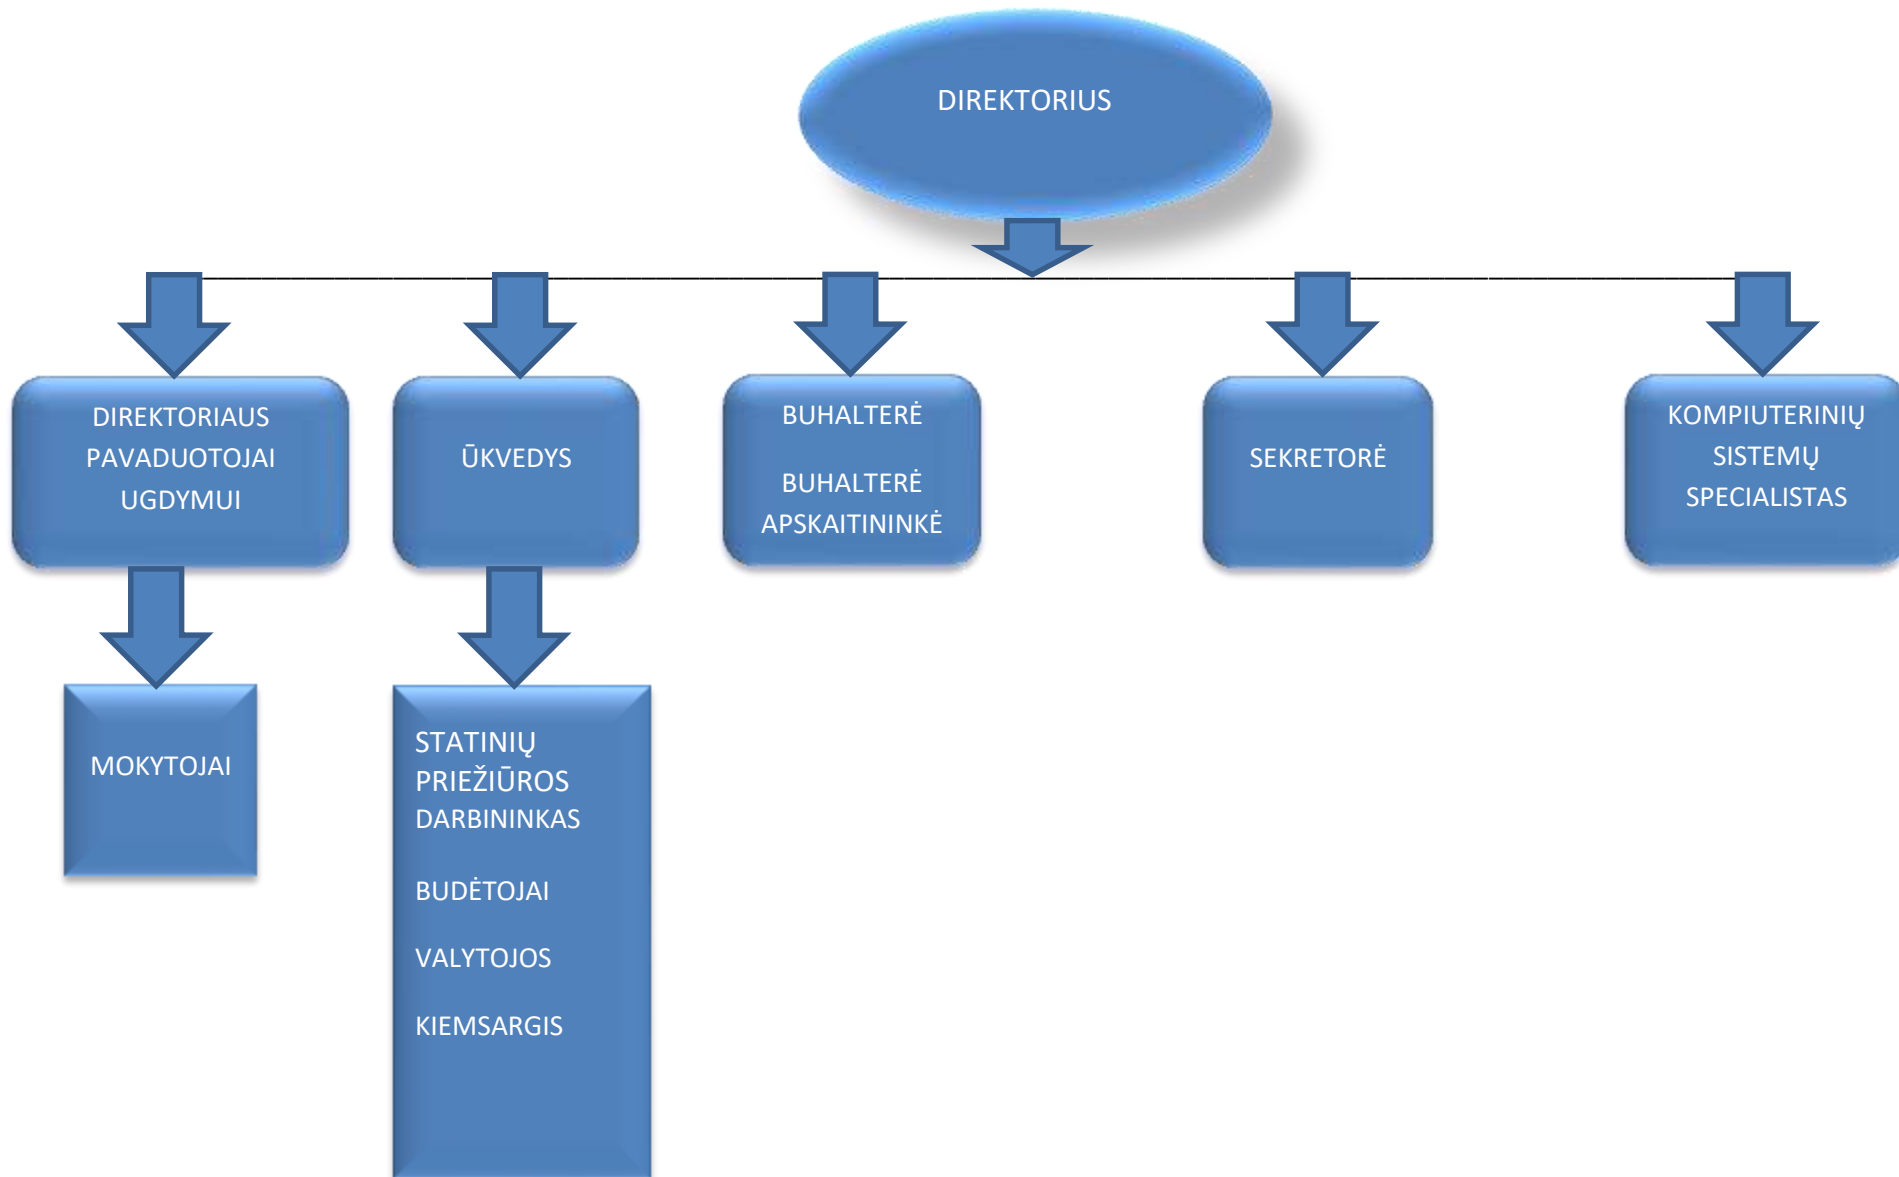 DIREKTORIUS
DIREKTORIAUS
PAVADUOTOJAI
UGDYMUI
ŪKVEDYS
BUHALTERĖ
BUHALTERĖ
APSKAITININKĖ
SEKRETORĖ
KOMPIUTERINIŲ
SISTEMŲ
SPECIALISTAS
MOKYTOJAI
STATINIŲ
PRIEŽIŪROS
DARBININKAS
BUDĖTOJAI
VALYTOJOS
KIEMSARGIS